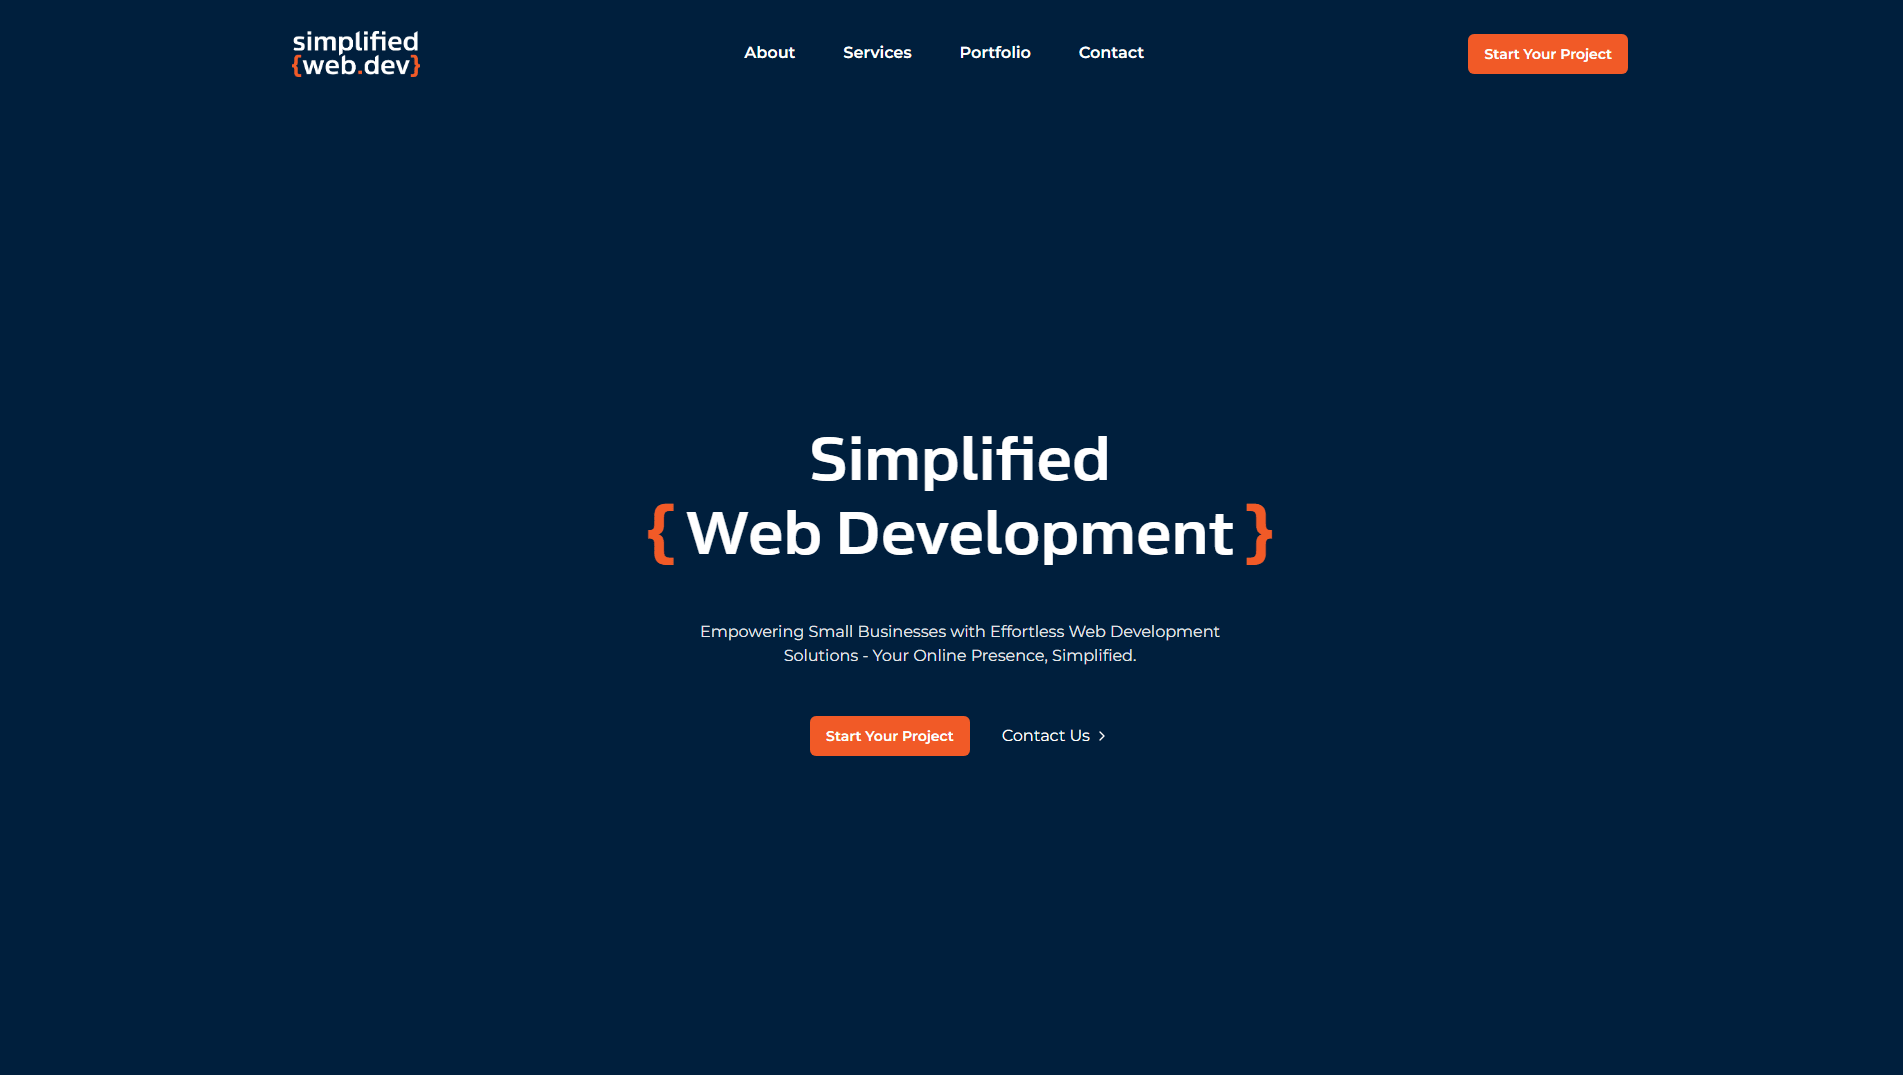 simplified
{web.dev}
About
Services
Portfolio
Contact
Start Your Project
Simplified
{ Web Development }
Empowering Small Businesses with Effortless Web Development
Solutions - Your Online Presence, Simplified.
Start Your Project
Contact Us >